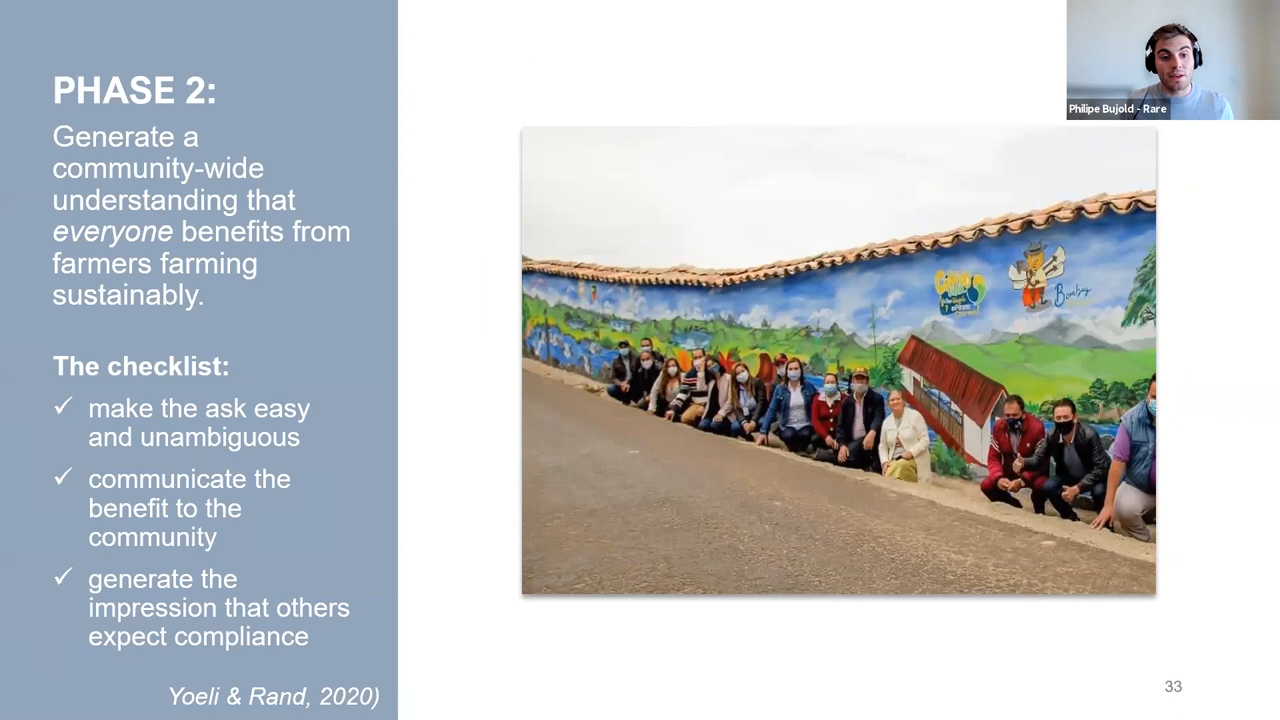 PHASE 2:
Generate a
community-wide
understanding that
everyone benefits from
farmers farming
sustainably.
The checklist:
✓ make the ask easy
and unambiguous
✓ communicate the
benefit to the
community
✓ generate the
impression that others
expect compliance
Yoeli & Rand, 2020)
Philipe Bujold - Rare
33